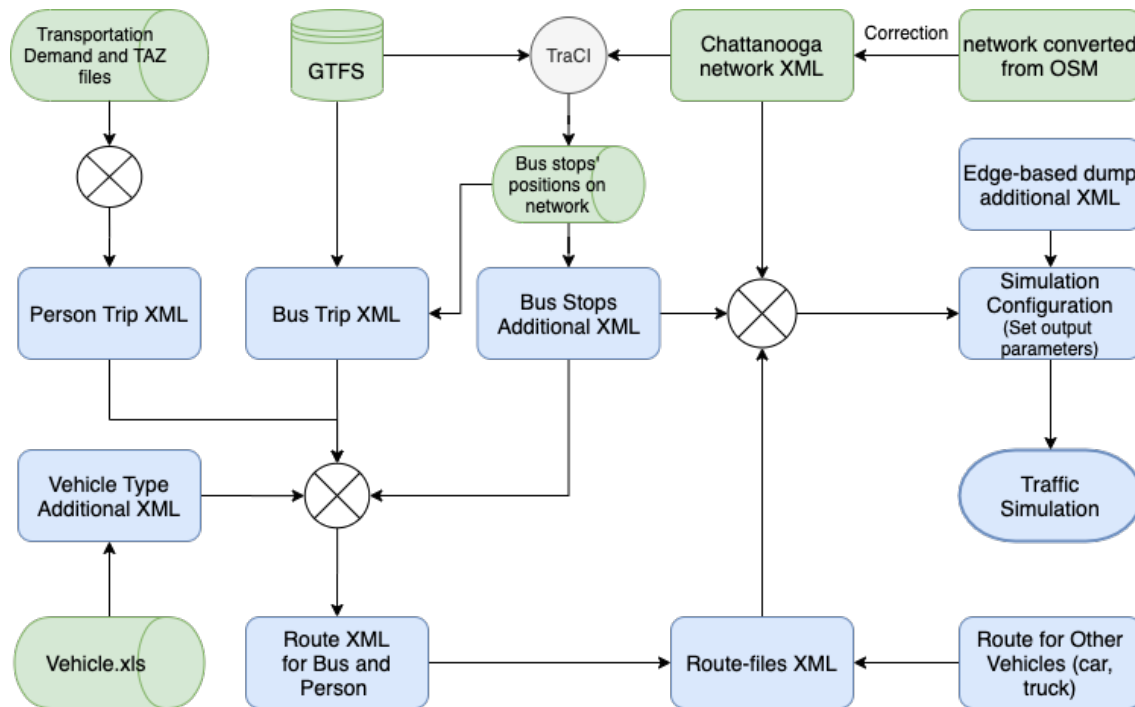 Transportation
Demand and TAZ
files
GTFS
TraCI
Chattanooga
network XML
Correction
network converted
from OSM
Bus stops'
positions on
network
Edge-based dump
additional XML
Person Trip XML
Bus Trip XML
Bus Stops
Additional XML
Simulation
Configuration
(Set output
parameters)
Vehicle Type
Additional XML
Traffic
Simulation
Vehicle.xls
Route XML
for Bus and
Person
Route-files XML
Route for Other
Vehicles (car,
truck)